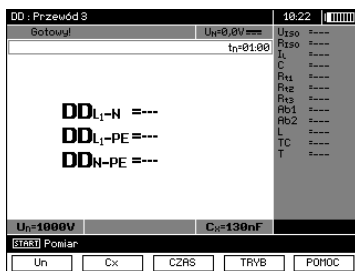 DD : Przewód 3 10:22
Gotowy! UN=0,0V
tn=01:00
DDL1-N =---
DDL1-PE=---
DDN-PE=---
UISO =---
RISO =---
IL =---
C =---
Rt1 =---
Rt2 =---
Rt3 =---
Ab1 =---
Ab2 =---
L =---
TC =---
T =---
Un=1000V Cx=130nF
START Pomiar
Un Cx CZAS TRYB POMOC